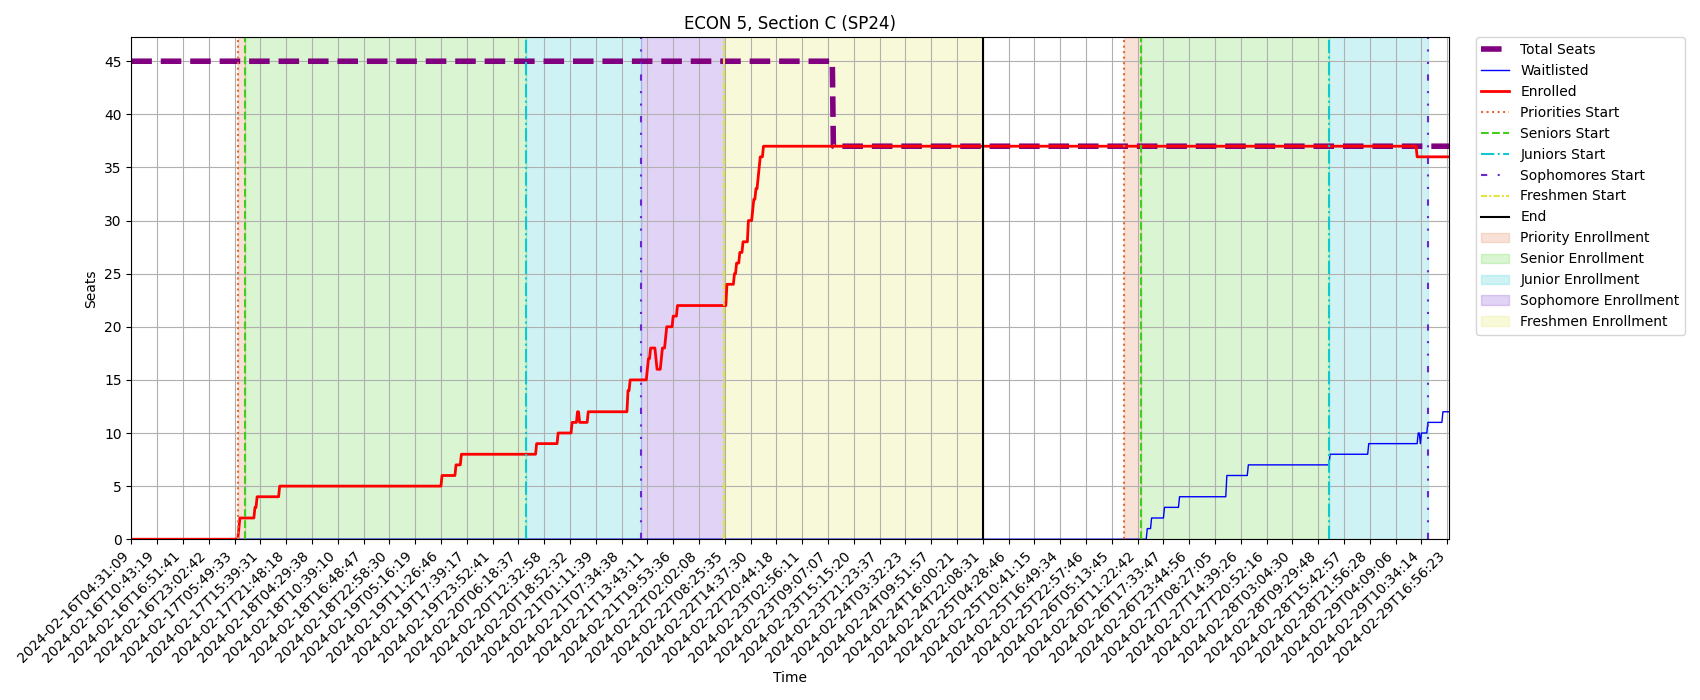 ECON 5, Section C (SP24)
Seats
45
40
35
30
25
20
15
10
5
0
Total Seats
Waitlisted
Enrolled
Priorities Start
Seniors Start
Juniors Start
Sophomores Start
Freshmen Start
End
Priority Enrollment
Senior Enrollment
Junior Enrollment
Sophomore Enrollment
Freshmen Enrollment
2024-02-16T04:31:09
2024-02-16T10:43:19
2024-02-16T16:51:41
2024-02-16T23:02:42
2024-02-17T05:49:33
2024-02-17T15:39:31
2024-02-17T21:48:18
2024-02-18T04:29:38
2024-02-18T10:39:10
2024-02-18T16:48:47
2024-02-18T22:58:30
2024-02-19T05:16:19
2024-02-19T11:26:46
2024-02-19T17:39:17
2024-02-19T23:52:41
2024-02-20T06:18:37
2024-02-20T12:32:58
2024-02-20T18:52:32
2024-02-21T01:11:39
2024-02-21T07:34:38
2024-02-21T13:43:11
2024-02-21T19:53:36
2024-02-22T02:02:08
2024-02-22T08:25:35
2024-02-22T14:37:30
2024-02-22T20:44:18
2024-02-23T02:56:11
2024-02-23T09:07:07
2024-02-23T15:15:20
2024-02-23T21:23:37
2024-02-24T03:32:23
2024-02-24T09:51:57
2024-02-24T16:00:21
2024-02-24T22:08:31
2024-02-25T04:28:46
2024-02-25T10:41:15
2024-02-25T16:49:34
2024-02-25T22:57:46
2024-02-26T05:13:45
2024-02-26T11:22:42
2024-02-26T17:33:47
2024-02-26T23:44:56
2024-02-27T08:27:05
2024-02-27T14:39:26
2024-02-27T20:52:16
2024-02-28T03:04:30
2024-02-28T09:29:48
2024-02-28T15:42:57
2024-02-28T21:56:28
2024-02-29T04:09:06
2024-02-29T10:34:14
2024-02-29T16:56:23
Time